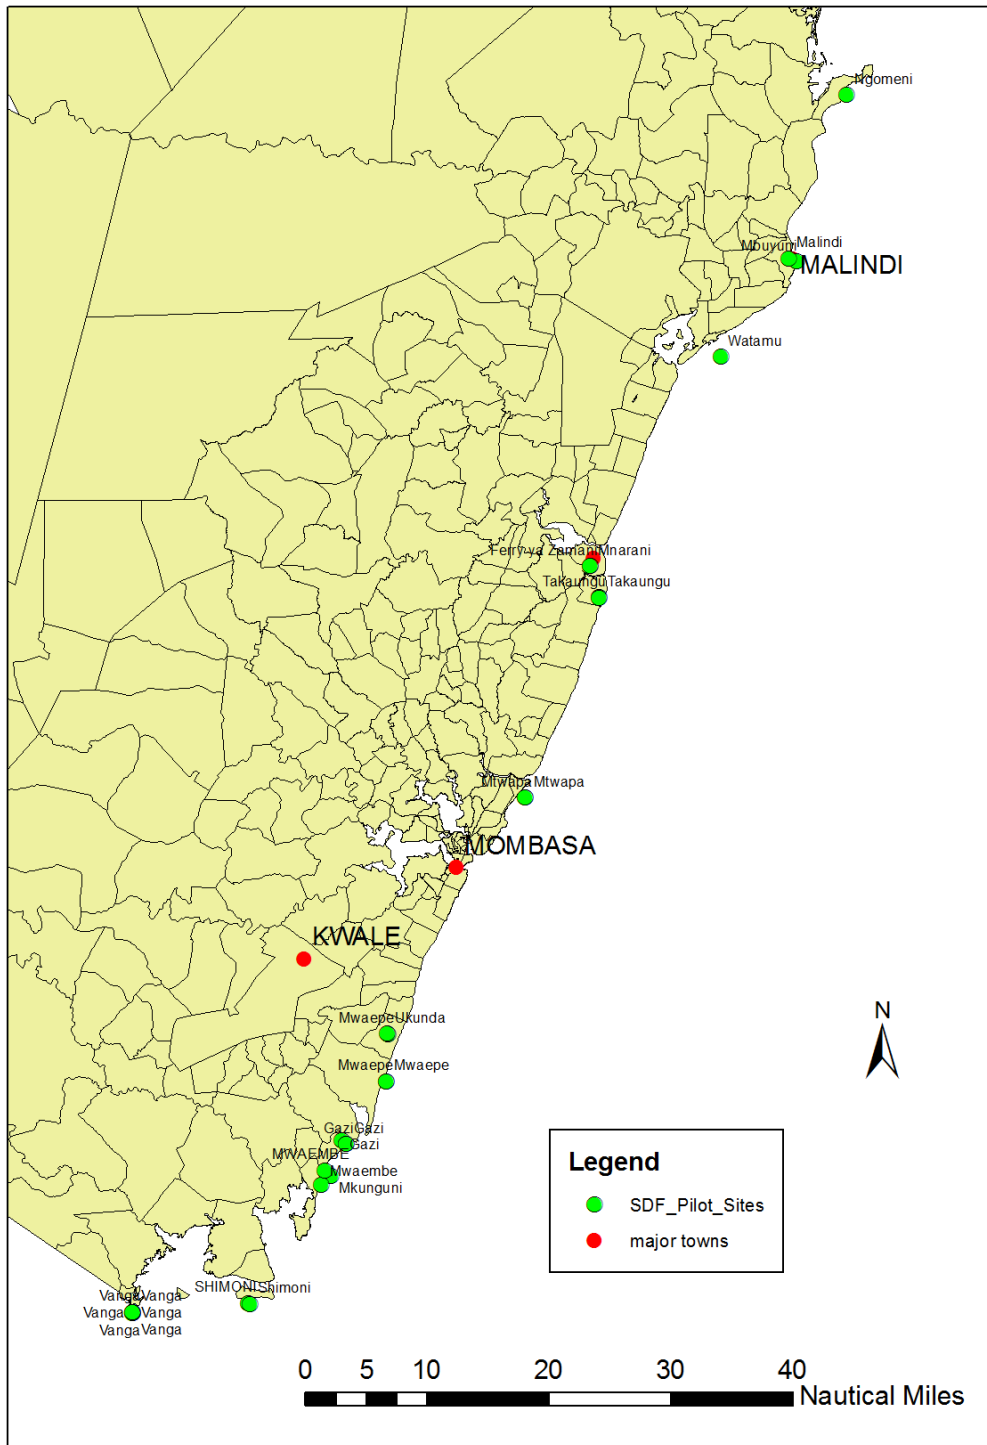 Ngomeni
Mbuyuni Malindi
MALINDI
Watamu
Ferry ya Zamani Mnarani
Takaungu Takaungu
Mtwapa Mtwapa
MOMBASA
KWALE
Mwaepe Ukunda
Mwaepe Mwaepe
Gazi Gazi
Gazi
MWAEMBE
Mwaembe
Mkunguni
SHIMONI Shimoni
Vanga Vanga
Vanga Vanga
Vanga Vanga
N
Legend
SDF_Pilot_Sites
major towns
0 5 10 20 30 40
Nautical Miles